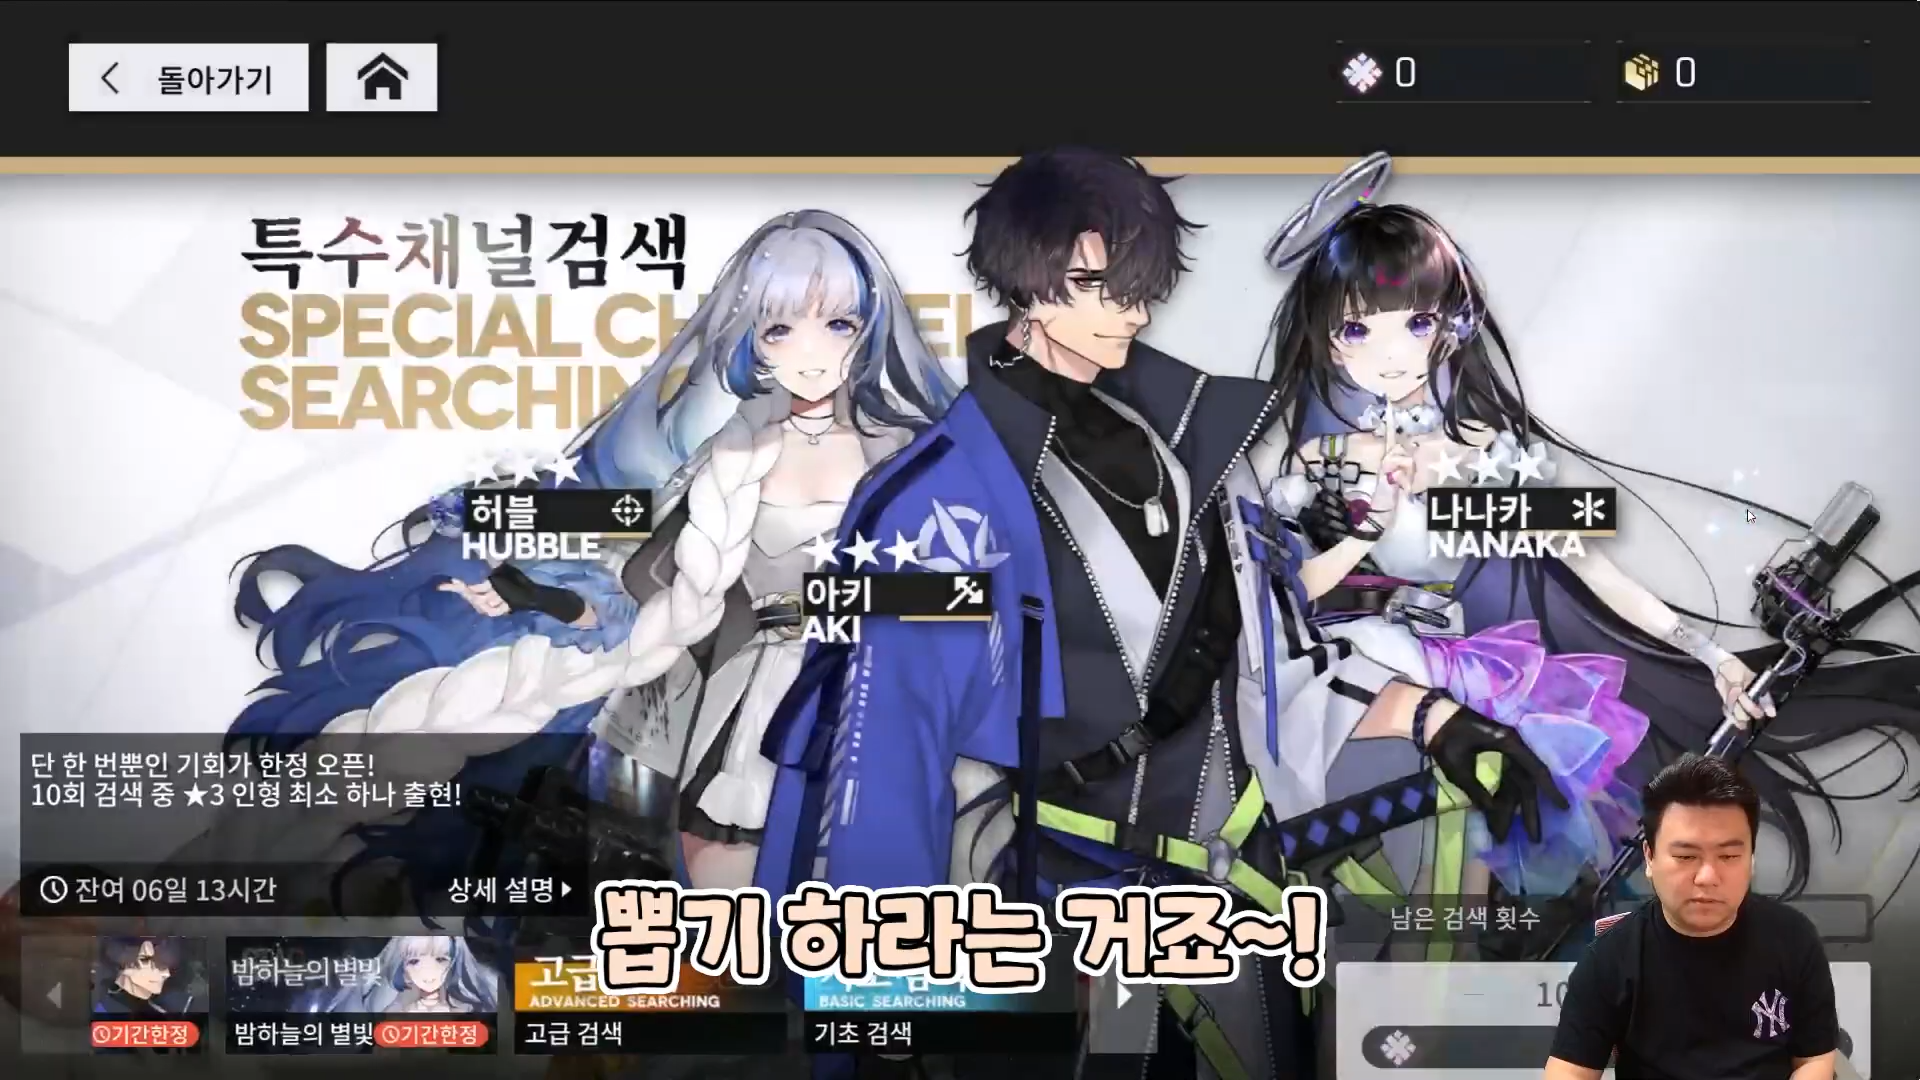 돌아가기
0
0
특수채널검색
SPECIAL
SEARCHIN
허블
HUBBLE
아키
AKI
나나카
NANAKA
단 한 번뿐인 기회가 한정 오픈!
10회 검색 중 ★3 인형 최소 하나 출현!
잔여 06일 13시간
상세 설명
뽑기 하라는 거죠~!
남은 검색 횟수
10
기간한정
밤하늘의 별빛
밤하늘의 별빛
기간한정
고급
ADVANCED SEARCHING
고급 검색
BASIC SEARCHING
기초 검색
NY